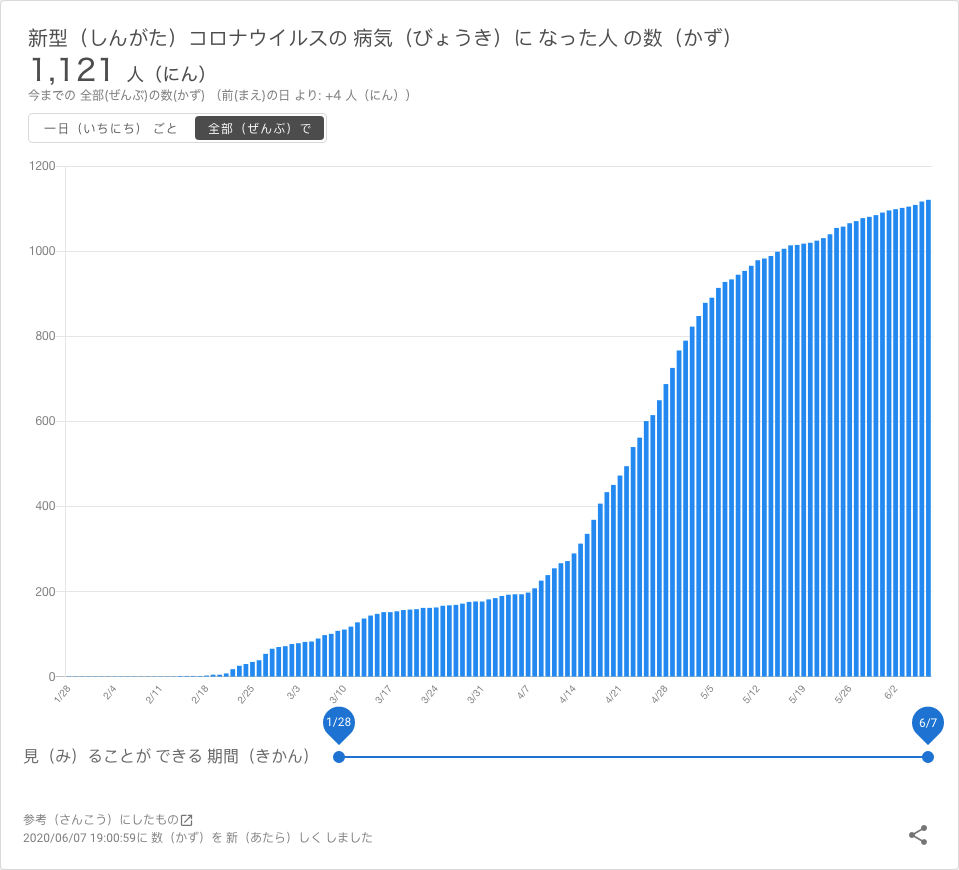 新型（しんがた）コロナウイルスの 病気（びょうき）に なった人 の数（かず）
1,121 人（にん）
今までの 全部(ぜんぶ)の数(かず) （前(まえ)の日 より: +4 人（にん））
一日（いちにち） ごと 全部（ぜんぶ）で
1200
1000
800
600
400
200
0
1/28 2/4 2/11 2/18 2/25 3/3 3/10 3/17 3/24 3/31 4/7 4/14 4/21 4/28 5/5 5/12 5/19 5/26 6/2
1/28 6/7
見（み）ることが できる 期間（きかん）
参考（さんこう）にしたもの
2020/06/07 19:00:59に 数（かず）を 新（あたら）しく しました